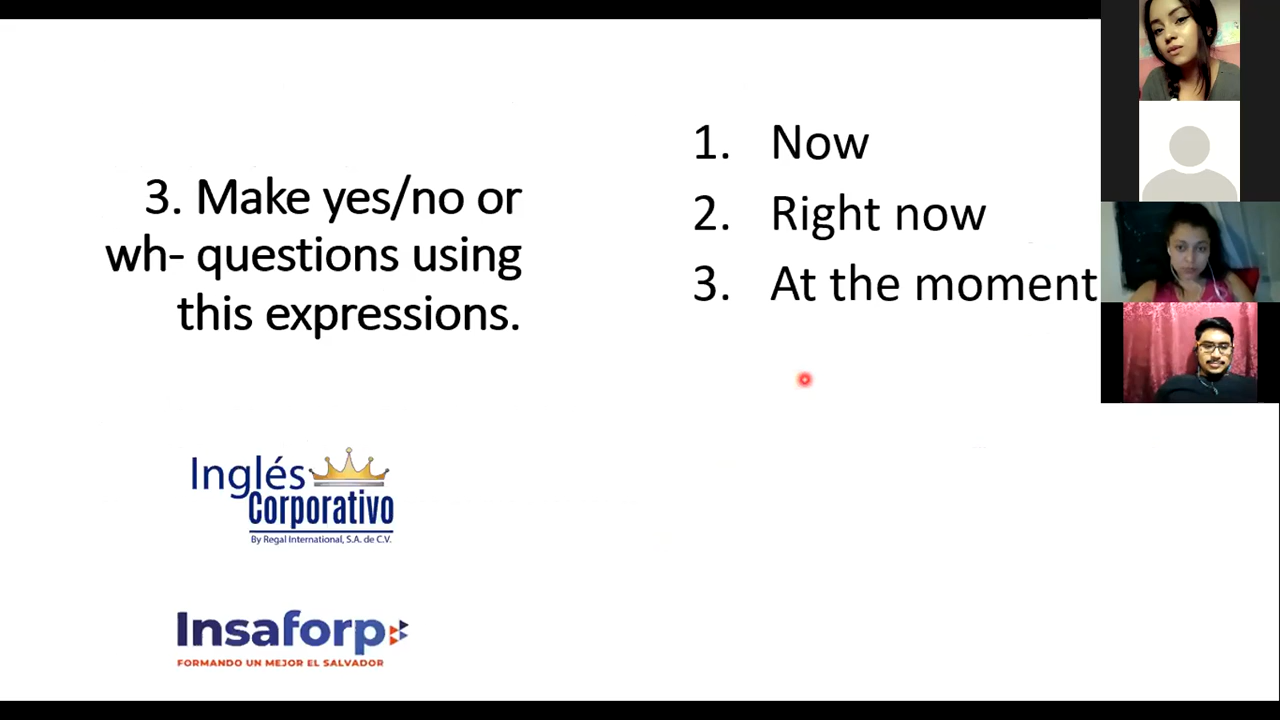 3. Make yes/no or
wh- questions using
this expressions.
1. Now
2. Right now
3. At the moment
Inglés
Corporativo
By Regal International, S.A. de C.V.
Insaforp
FORMANDO UN MEJOR EL SALVADOR